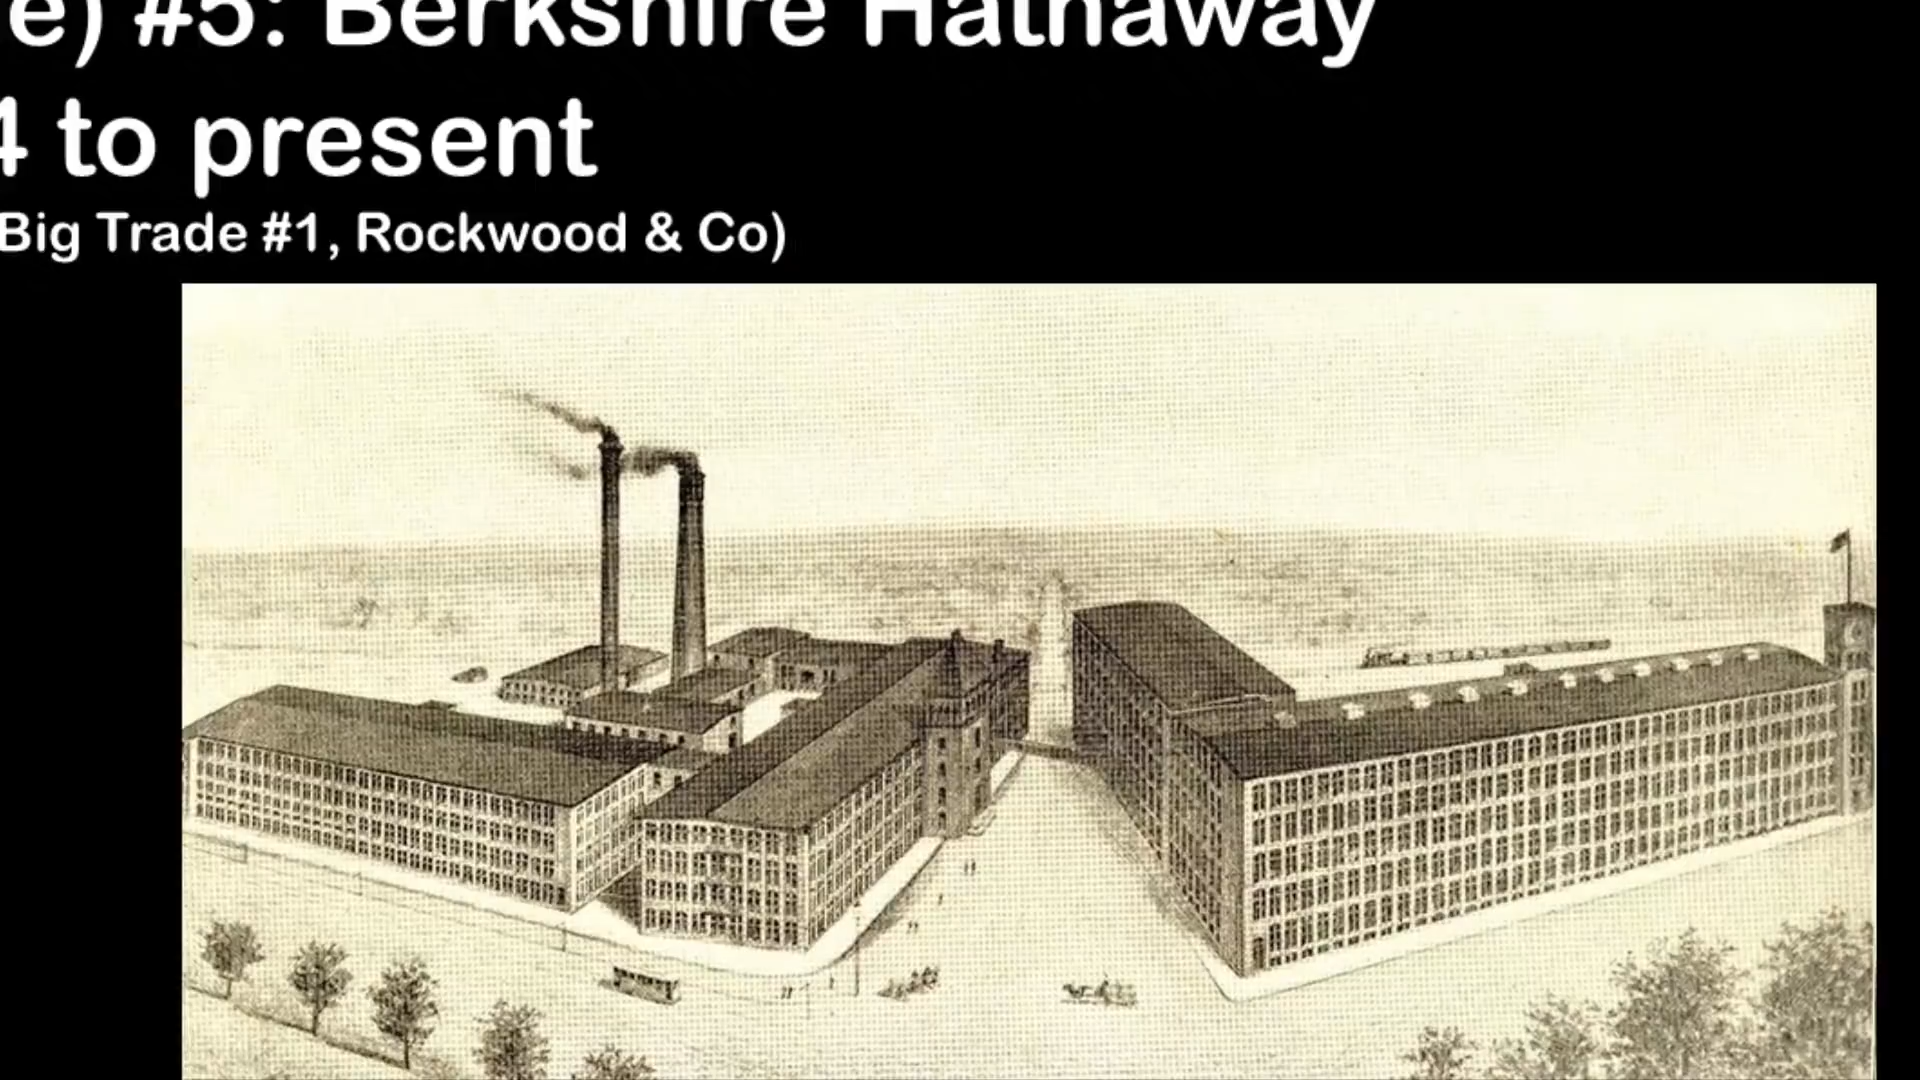 e) #5: Berkshire Hathaway
4 to present
Big Trade #1, Rockwood & Co)